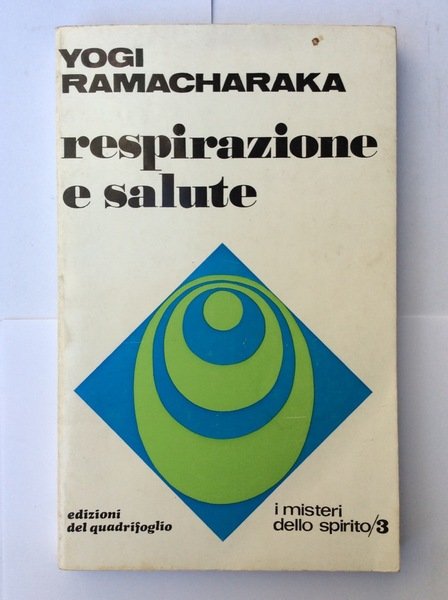 YOGI
RAMACHARAKA
respirazione
e salute
edizioni
del quadrifoglio
i misteri
dello spirito/3